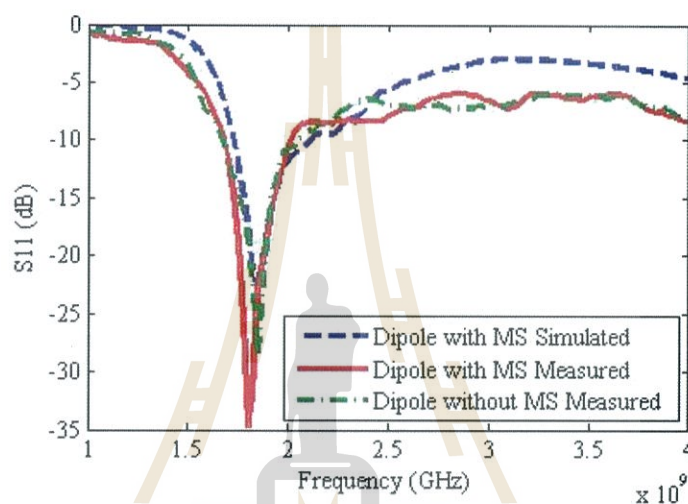 0
-5
-10
-15
-20
-25
-30
-35
S11 (dB)
Dipole with MS Simulated
Dipole with MS Measured
Dipole without MS Measured
1 1.5 2 2.5 3 3.5 4
Frequency (GHz)
x 10^9